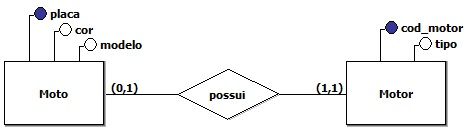 placa
cor
modelo
cod_motor
tipo
Moto
(0,1)
possui
(1,1)
Motor